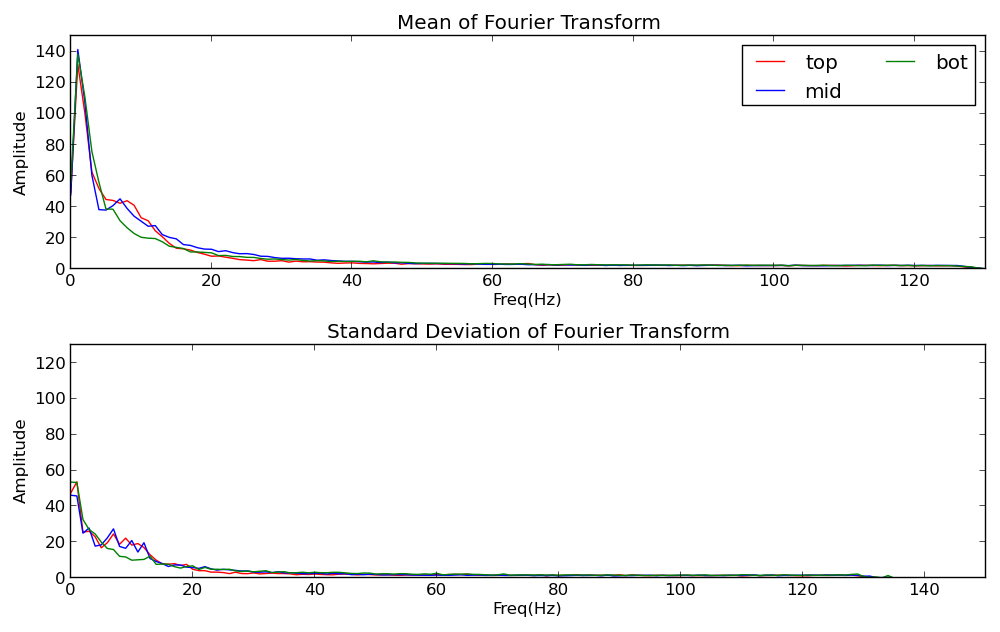 Mean of Fourier Transform
140
120
100
80
60
40
20
0
Amplitude
top
mid
bot
0 20 40 60 80 100 120
Freq(Hz)
Standard Deviation of Fourier Transform
120
100
80
60
40
20
0
Amplitude
0 20 40 60 80 100 120 140
Freq(Hz)